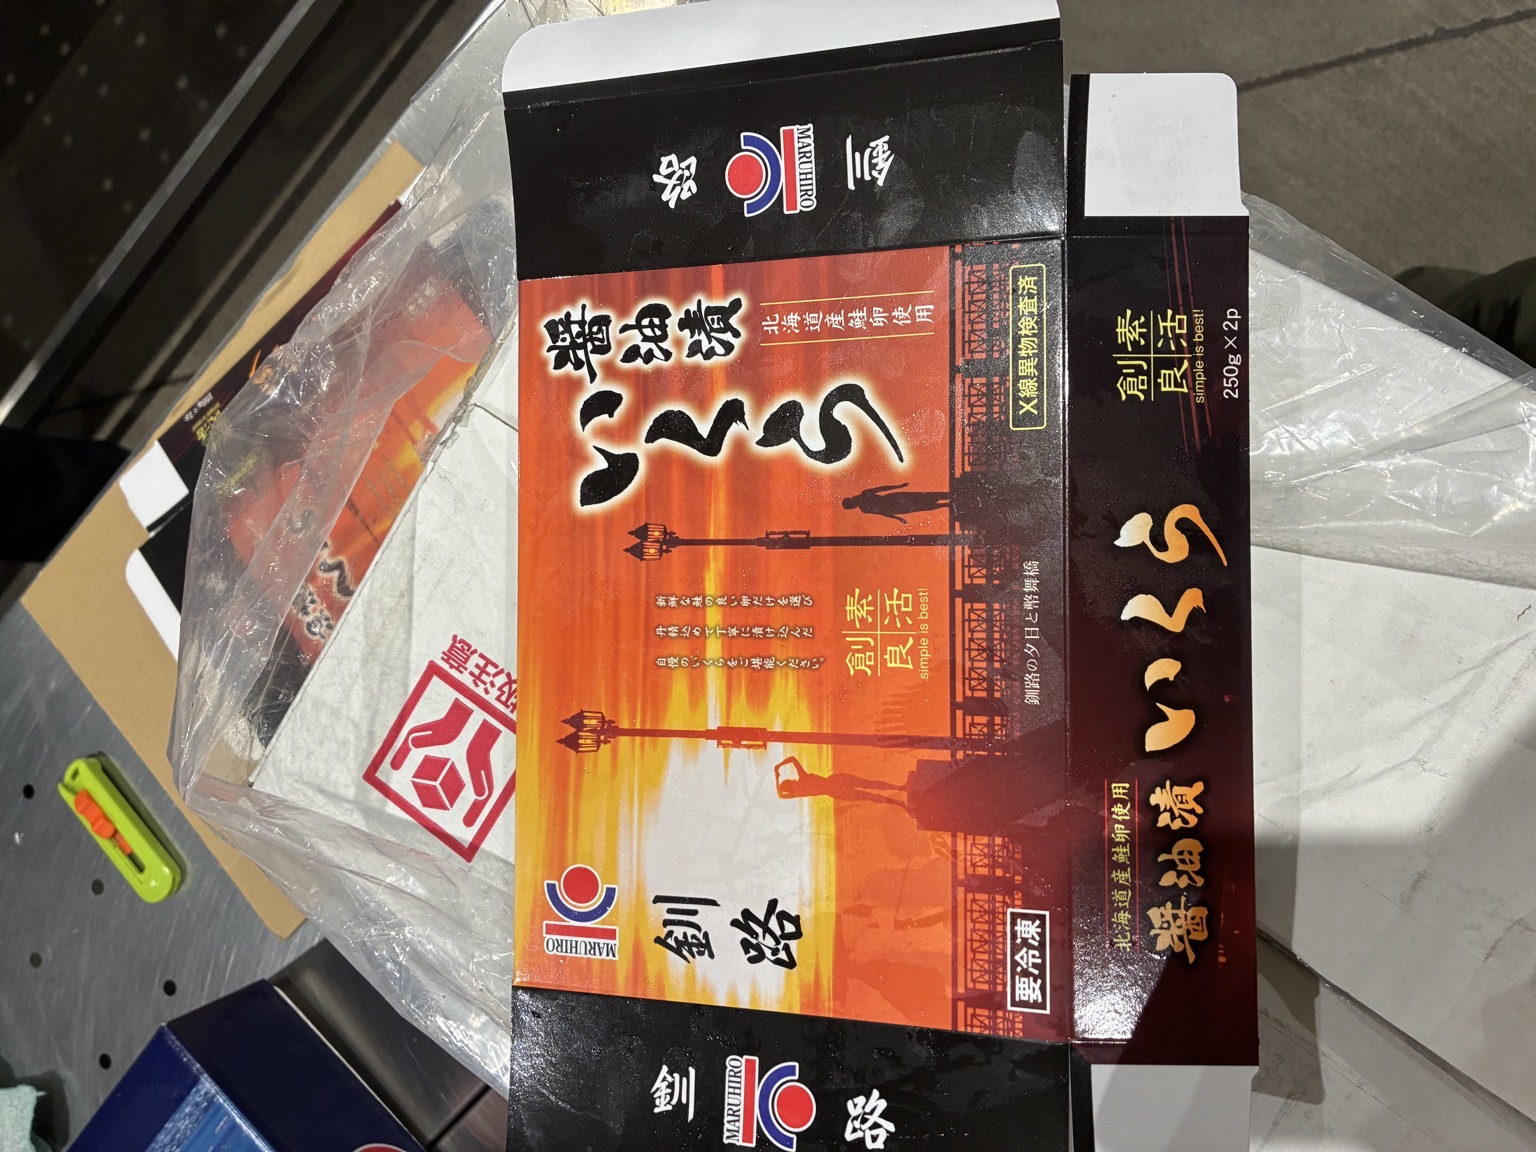 釧路
MARUHIRO
醤油漬
いくら
北海道産鮭卵使用
X線異物検査済
新鮮な鮭の良い卵だけを選び
丹精込めて丁寧に漬け込んだ
自慢のいくらをご堪能ください。
素
活
創
良
simple is best!
釧路の夕日と幣舞橋
MARUHIRO
釧
路
要冷凍
北海道産鮭卵使用
醤油漬
いくら
素
活
創
良
simple is best!
250g×2p
釧
MARUHIRO
路
注意